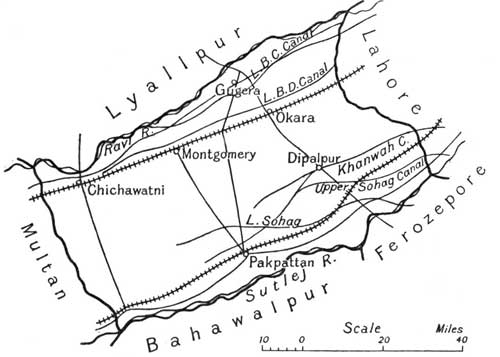 Lyallpur
Lahore
L.B.C. Canal
Gugera
L.B.D. Canal
Ravi R.
Okara
Montgomery
Dipalpur
Khanwah C.
Chichawatni
Upper Sohag Canal
L. Sohag
Multan
Pakpattan R.
Ferozepore
Sutlej
Bahawalpur
Scale Miles
10 0 20 40